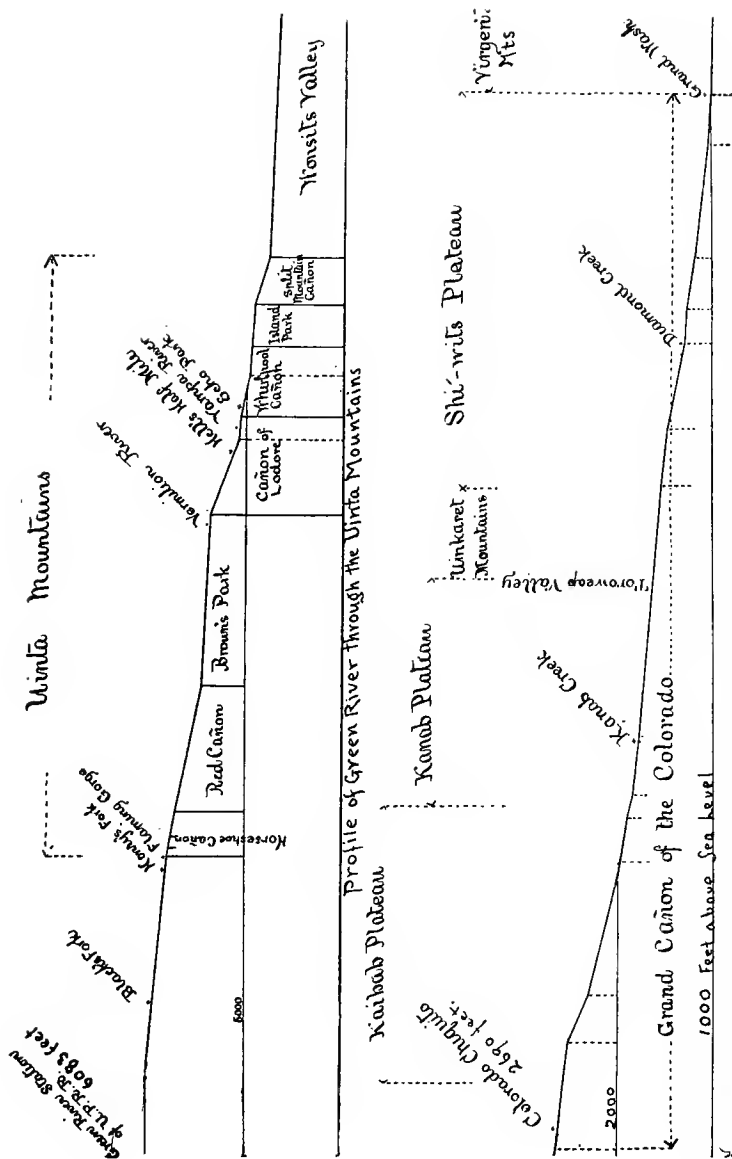 Uinta Mountains
Green River Station
of U.P.R.R.
6083 feet
Blacks Fork
Henry's Fork
Flaming Gorge
Vermilion River
Hell's Half Mile
Yampa River
Echo Park
Horseshoe Cañon
Red Cañon
Brown's Park
Cañon of
Lodore
Whirlpool
Cañon
Island
Park
Split
Mountain
Cañon
Wonsits Valley
Profile of Green River through the Uinta Mountains
Kaibab Plateau
Kanab Plateau
Uinkaret
Mountains
Shi'-wits Plateau
Virgen
Mts
Colorado Chiquito
2690 feet.
Kanab Creek
Toroweap Valley
Diamond Creek
Grand Wash
2000
Grand Cañon of the Colorado
1000 Feet above Sea Level